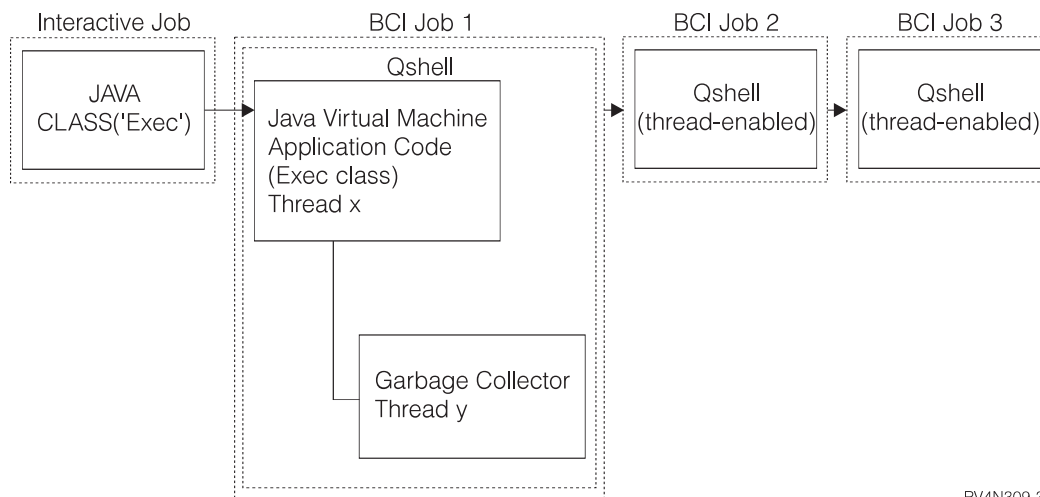 Interactive Job
BCI Job 1
BCI Job 2
BCI Job 3
JAVA
CLASS('Exec')
Qshell
Java Virtual Machine
Application Code
(Exec class)
Thread x
Qshell
(thread-enabled)
Qshell
(thread-enabled)
Garbage Collector
Thread y